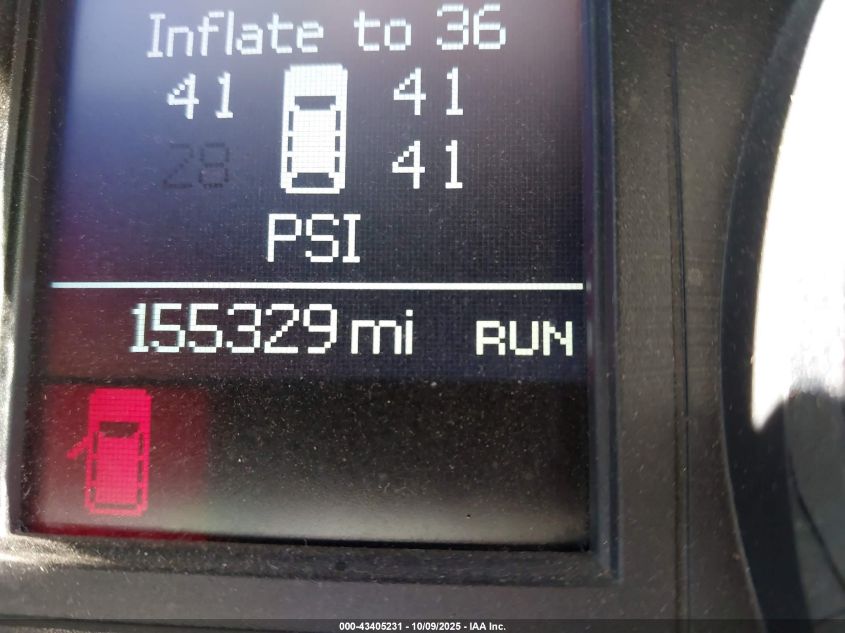 Inflate to 36
41 41
28 41
PSI
155329 mi RUN
000-43405231 - 10/09/2025 - IAA Inc.